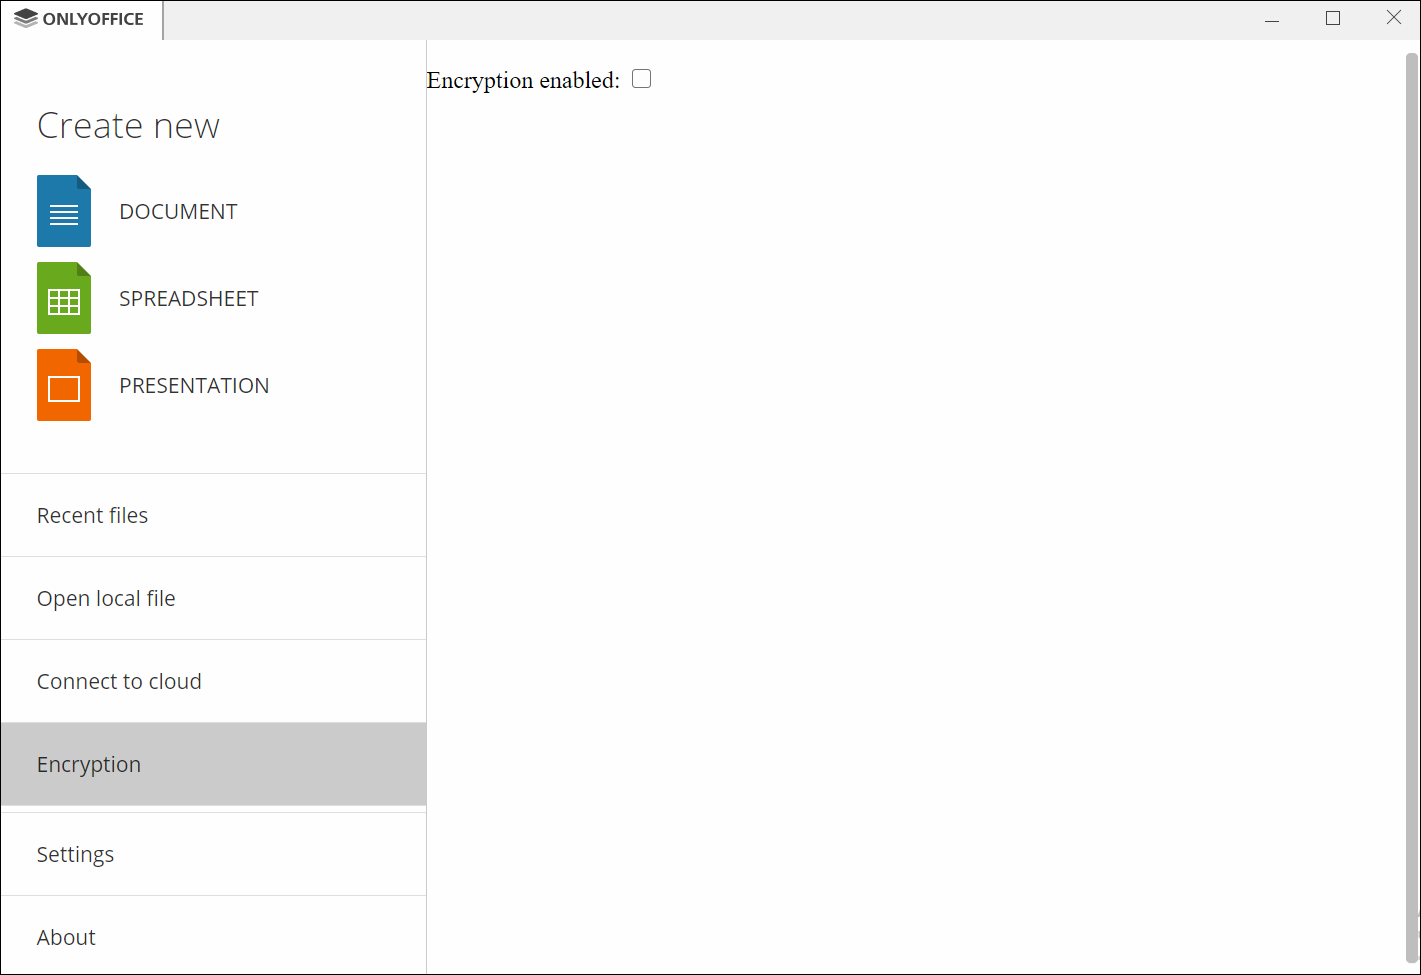 ONLYOFFICE
Create new
DOCUMENT
SPREADSHEET
PRESENTATION
Recent files
Open local file
Connect to cloud
Encryption
Settings
About
Encryption enabled: